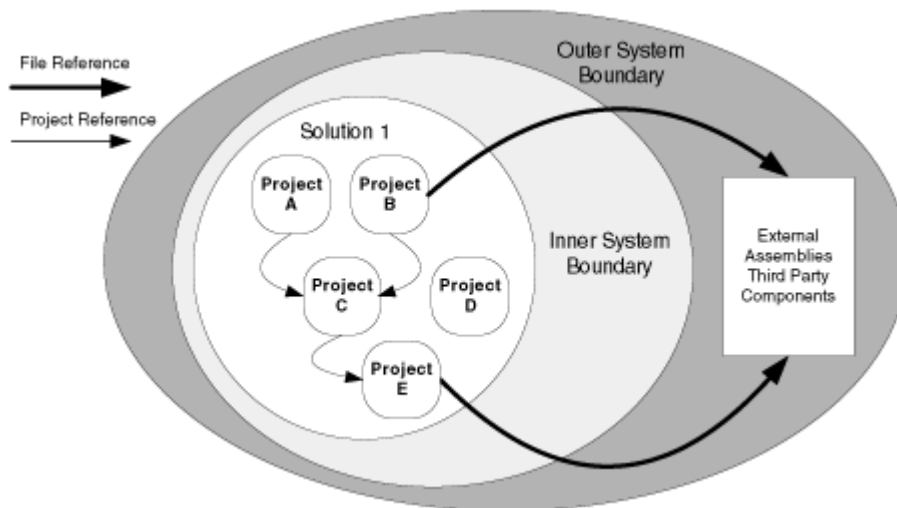 File Reference
Project Reference
Outer System
Boundary
Solution 1
Project
A
Project
B
Inner System
Boundary
External
Assemblies
Third Party
Components
Project
C
Project
D
Project
E